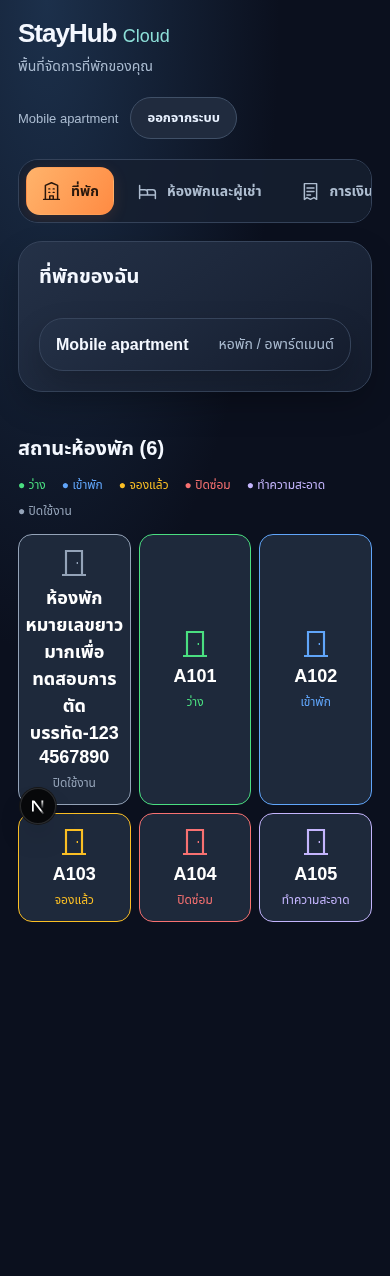 StayHub Cloud
พื้นที่จัดการที่พักของคุณ
Mobile apartment ออกจากระบบ
ที่พัก ห้องพักและผู้เช่า การเงิน
ที่พักของฉัน
Mobile apartment หอพัก / อพาร์ตเมนต์
สถานะห้องพัก (6)
● ว่าง ● เข้าพัก ● จองแล้ว ● ปิดซ่อม ● ทำความสะอาด
● ปิดใช้งาน
ห้องพัก
หมายเลขยาว
มากเพื่อ
ทดสอบการ
ตัด
บรรทัด-123
4567890
ปิดใช้งาน
A101
ว่าง
A102
เข้าพัก
N
A103
จองแล้ว
A104
ปิดซ่อม
A105
ทำความสะอาด